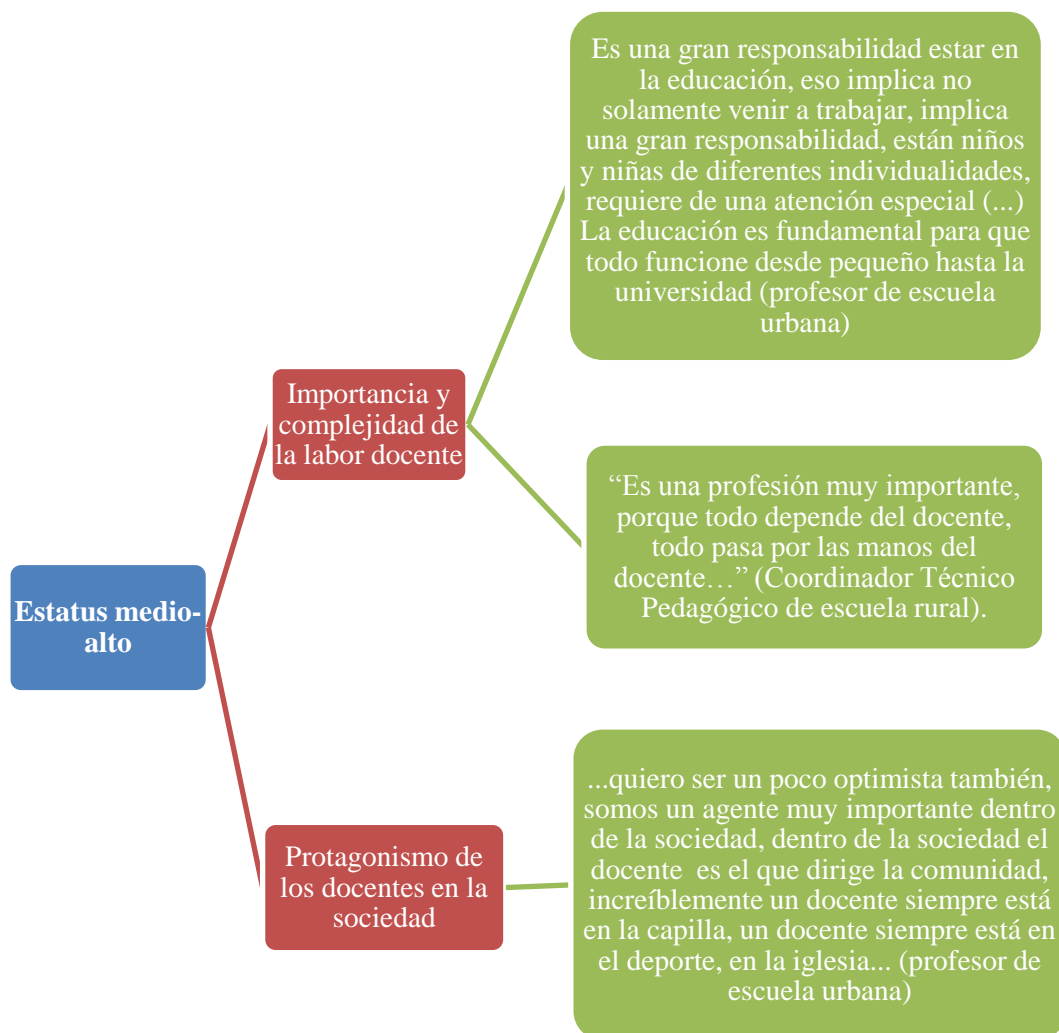 Es una gran responsabilidad estar en
la educación, eso implica no
solamente venir a trabajar, implica
una gran responsabilidad, están niños
y niñas de diferentes individualidades,
requiere de una atención especial (...)
La educación es fundamental para que
todo funcione desde pequeño hasta la
universidad (profesor de escuela
urbana)
Importancia y
complejidad de
la labor docente
“Es una profesión muy importante,
porque todo depende del docente,
todo pasa por las manos del
docente…” (Coordinador Técnico
Pedagógico de escuela rural).
Estatus medio-
alto
Protagonismo de
los docentes en la
sociedad
...quiero ser un poco optimista también,
somos un agente muy importante dentro
de la sociedad, dentro de la sociedad el
docente es el que dirige la comunidad,
increíblemente un docente siempre está
en la capilla, un docente siempre está en
el deporte, en la iglesia... (profesor de
escuela urbana)